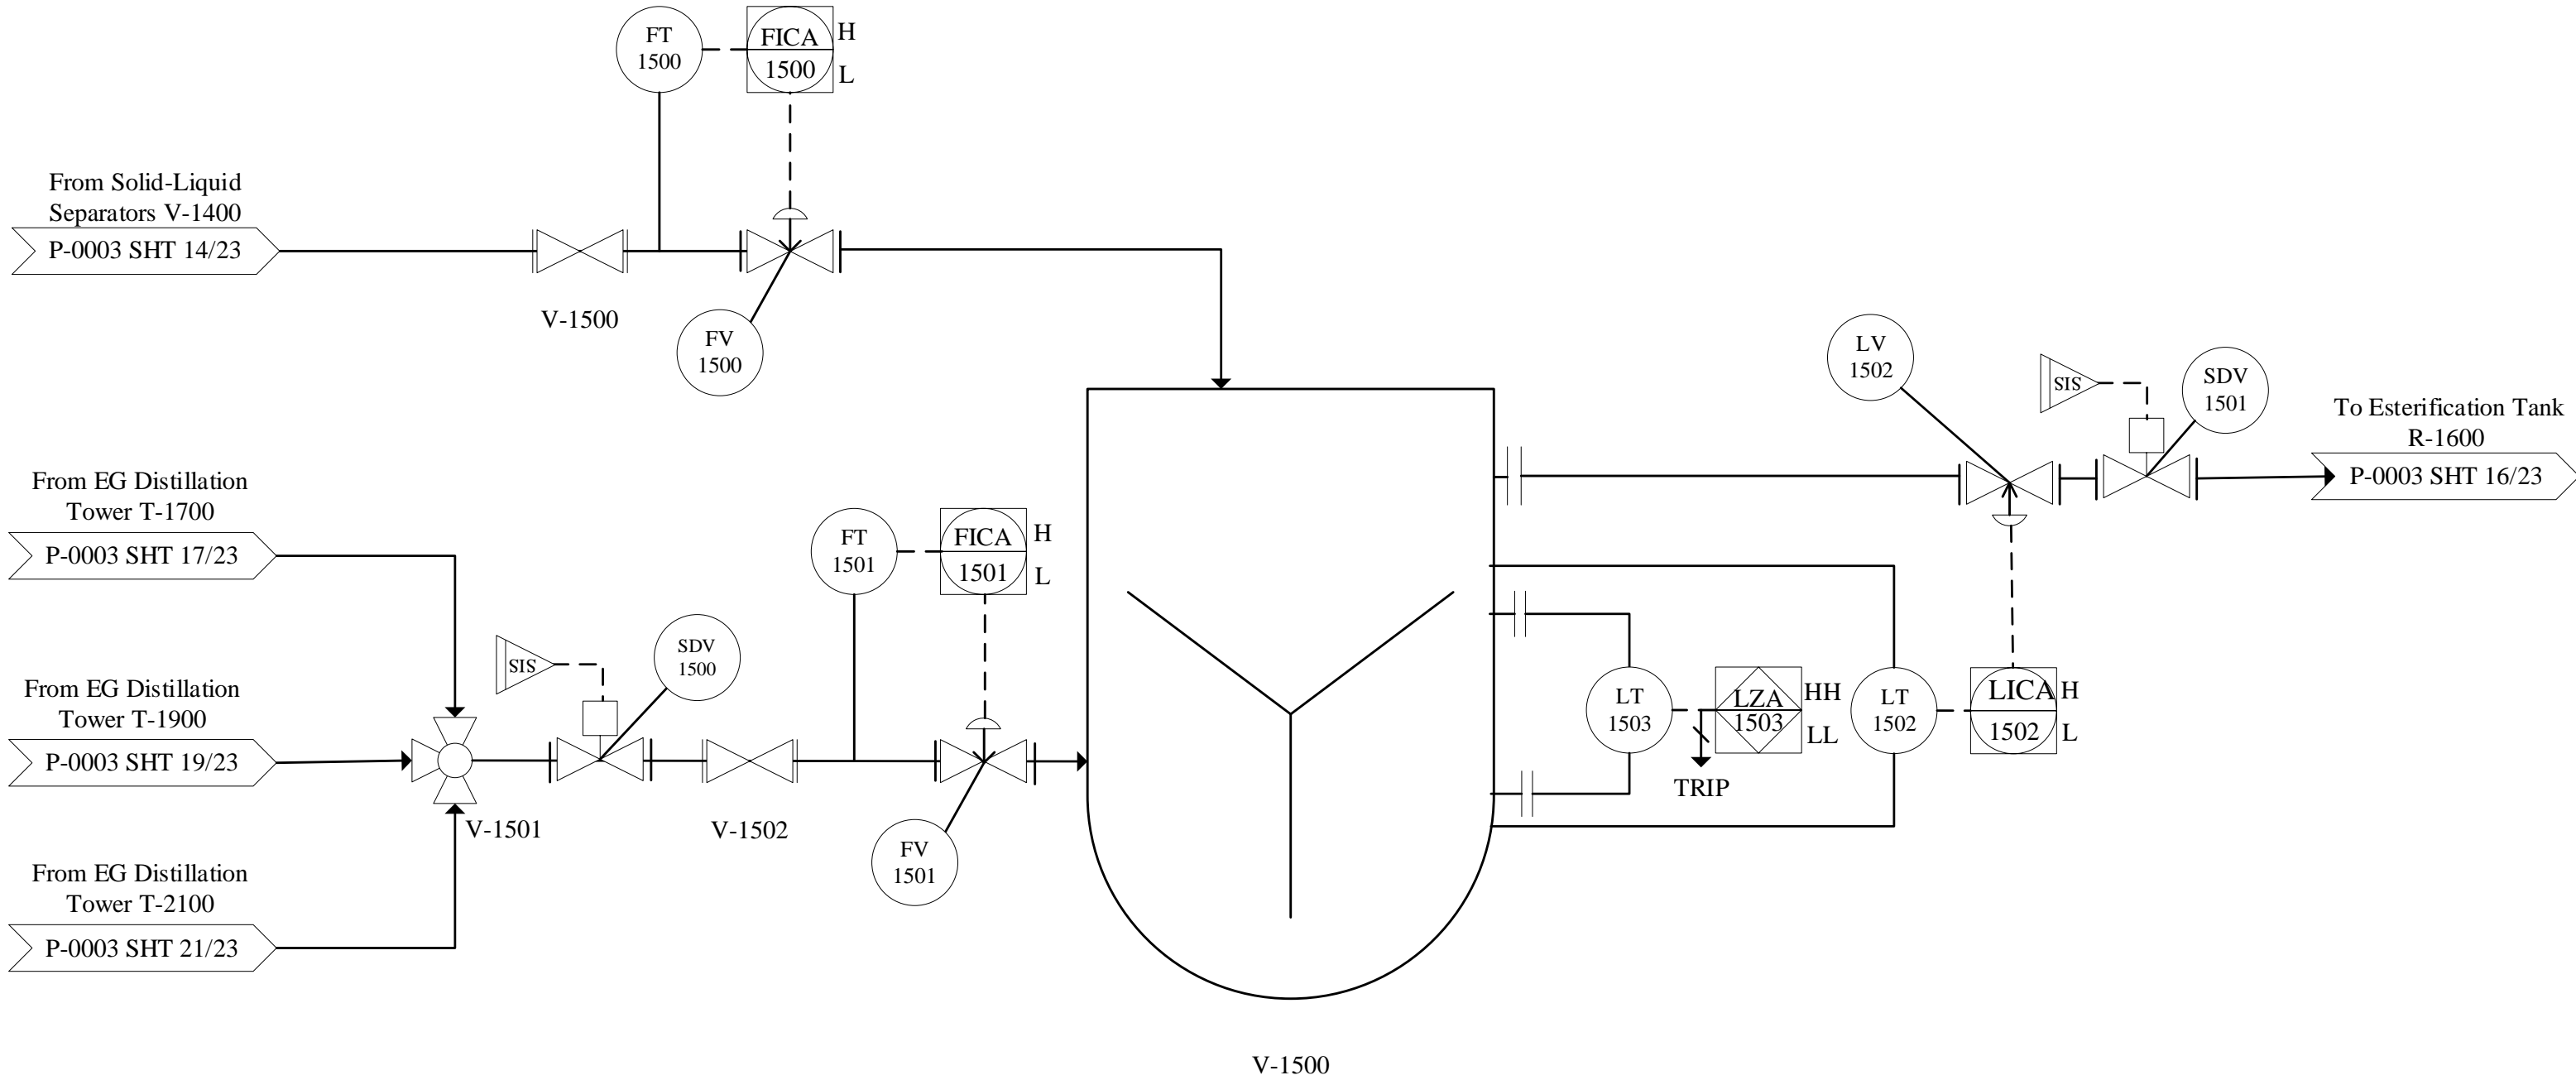 FT
1500
FICA
1500
H
L
From Solid-Liquid
Separators V-1400
P-0003 SHT 14/23
V-1500
FV
1500
LV
1502
SIS
SDV
1501
To Esterification Tank
R-1600
P-0003 SHT 16/23
From EG Distillation
Tower T-1700
P-0003 SHT 17/23
FT
1501
FICA
1501
H
L
SIS
SDV
1500
From EG Distillation
Tower T-1900
P-0003 SHT 19/23
LT
1503
LZA
1503
HH
LL
TRIP
LT
1502
LICA
1502
H
L
V-1501
V-1502
FV
1501
From EG Distillation
Tower T-2100
P-0003 SHT 21/23
V-1500